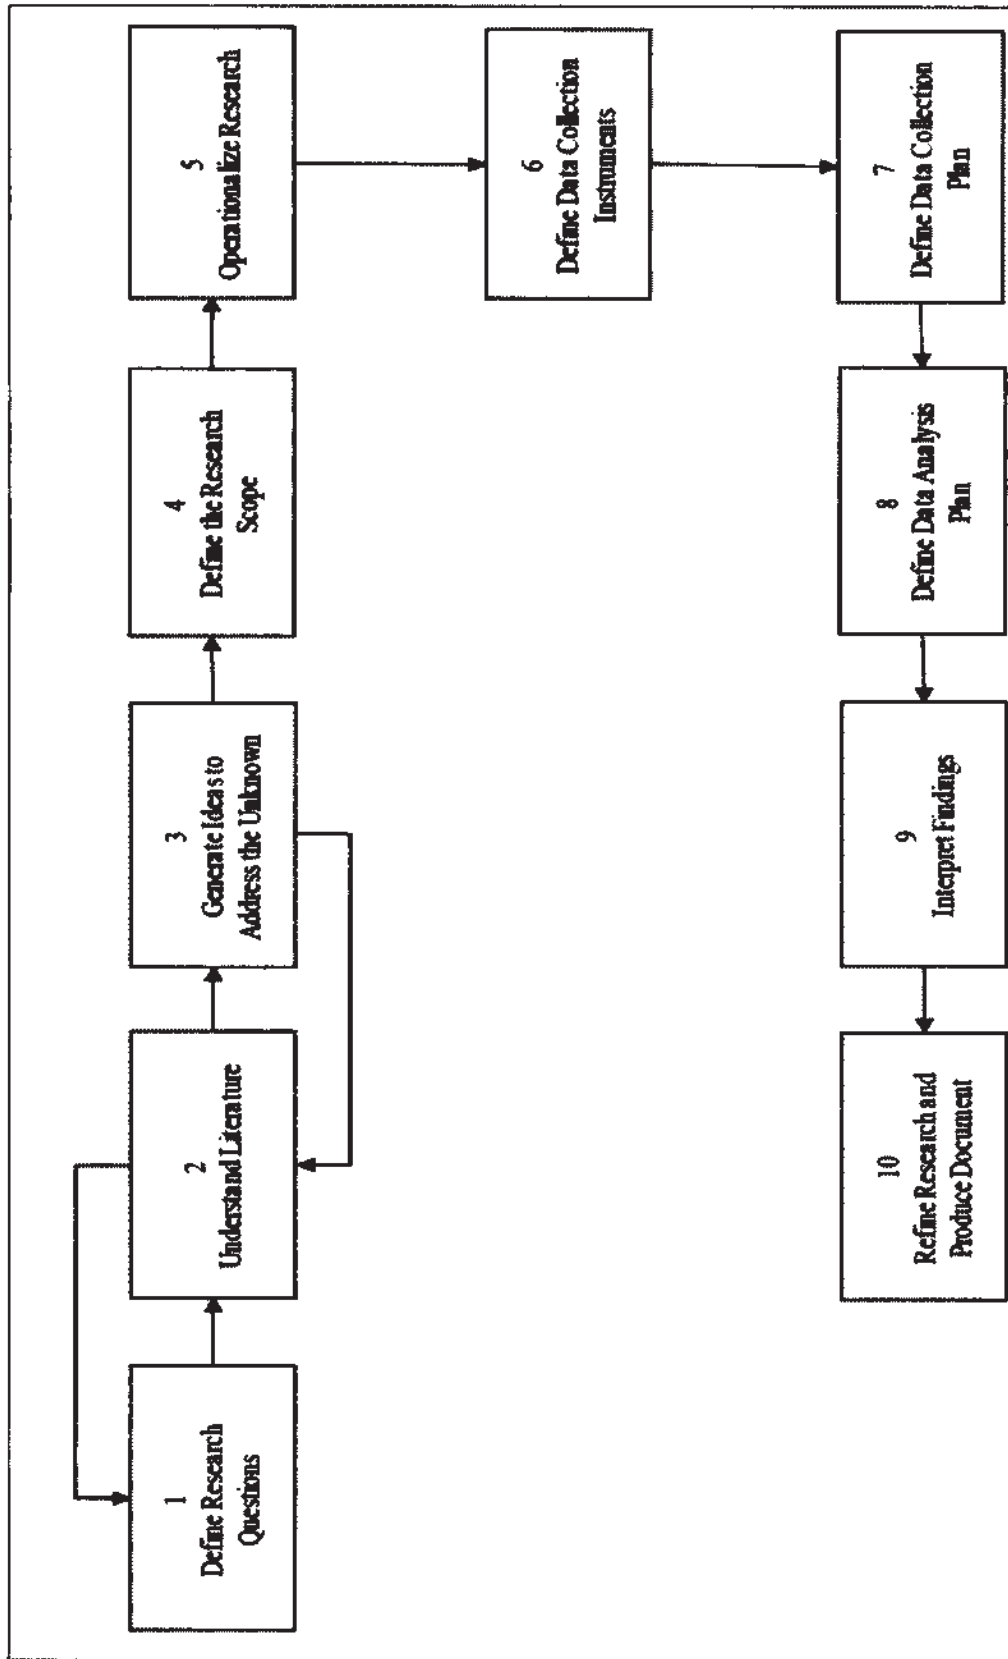 1
Define Research
Questions
2
Understand Literature
3
Generate Ideas to
Address the Unknown
4
Define the Research
Scope
5
Operationalize Research
6
Define Data Collection
Instruments
7
Define Data Collection
Plan
8
Define Data Analysis
Plan
9
Interpret Findings
10
Refine Research and
Produce Document